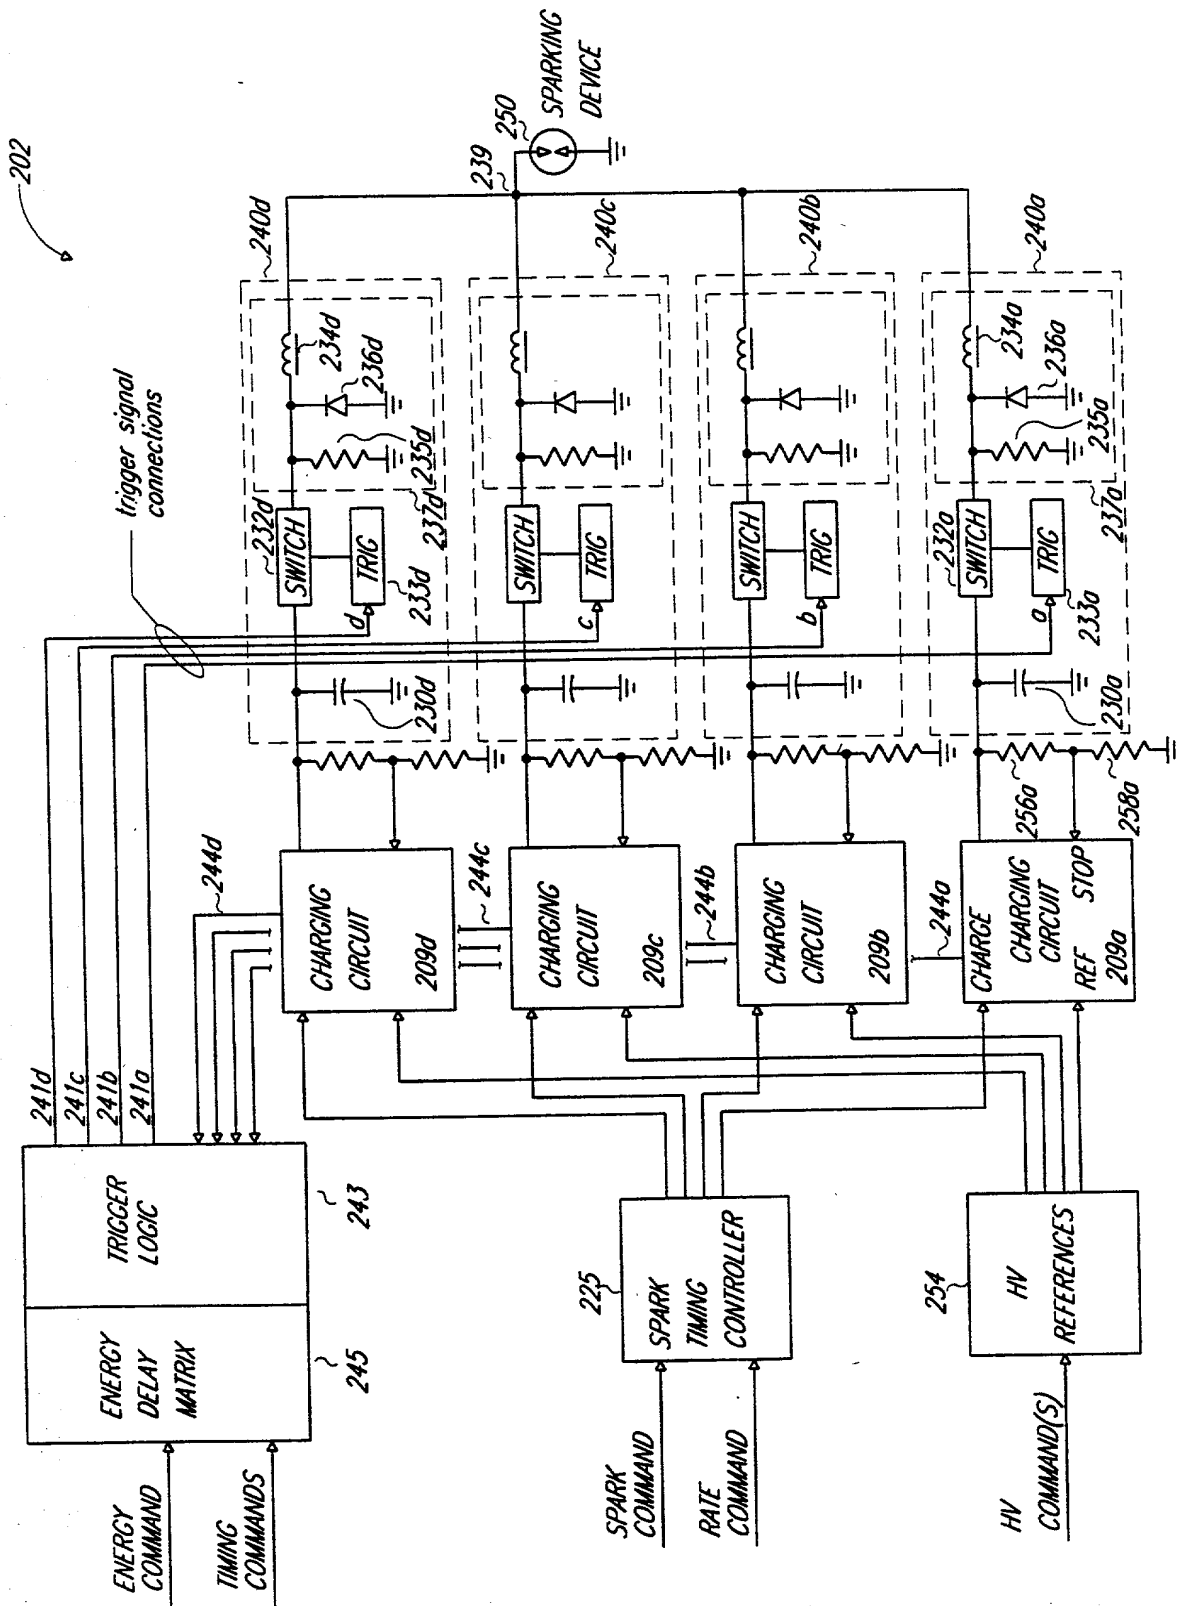 202
trigger signal
connections
ENERGY
COMMAND
TIMING
COMMANDS
ENERGY
DELAY
MATRIX
245
TRIGGER
LOGIC
243
241d
241c
241b
241a
244d
CHARGING
CIRCUIT
209d
230d
232d
SWITCH
d
TRIG
233d
235d
237d
234d
236d
240d
239
250
SPARKING
DEVICE
244c
CHARGING
CIRCUIT
209c
SWITCH
c
TRIG
240c
SPARK
COMMAND
RATE
COMMAND
225
SPARK
TIMING
CONTROLLER
244b
CHARGING
CIRCUIT
209b
SWITCH
b
TRIG
240b
HV
COMMAND(S)
254
HV
REFERENCES
244a
CHARGE
CHARGING
CIRCUIT
REF
STOP
209a
256a
258a
230a
232a
SWITCH
a
TRIG
233a
235a
237a
234a
236a
240a